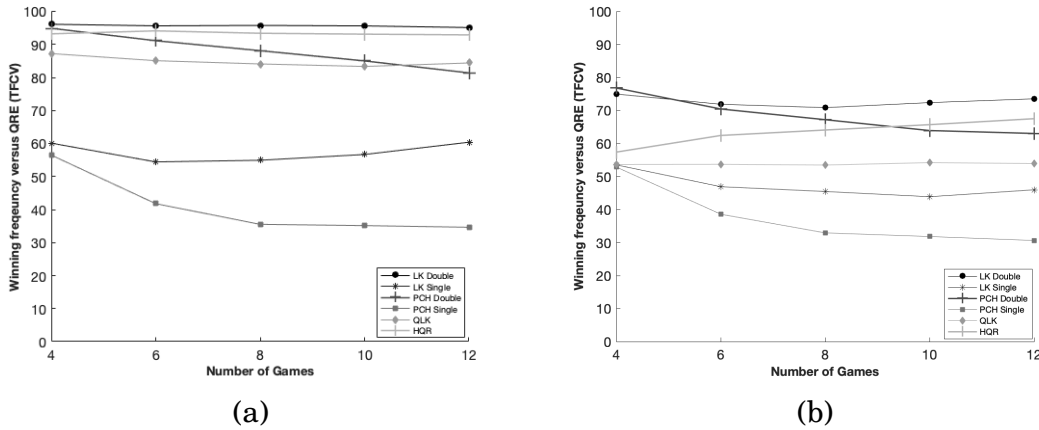 Winning freqeuncy versus QRE (TFCV)
100
90
80
70
60
50
40
30
20
10
0
4
6
8
10
12
Number of Games
LK Double
LK Single
PCH Double
PCH Single
QLK
HQR
(a)
Winning freqeuncy versus QRE (TFCV)
100
90
80
70
60
50
40
30
20
10
0
4
6
8
10
12
Number of Games
LK Double
LK Single
PCH Double
PCH Single
QLK
HQR
(b)